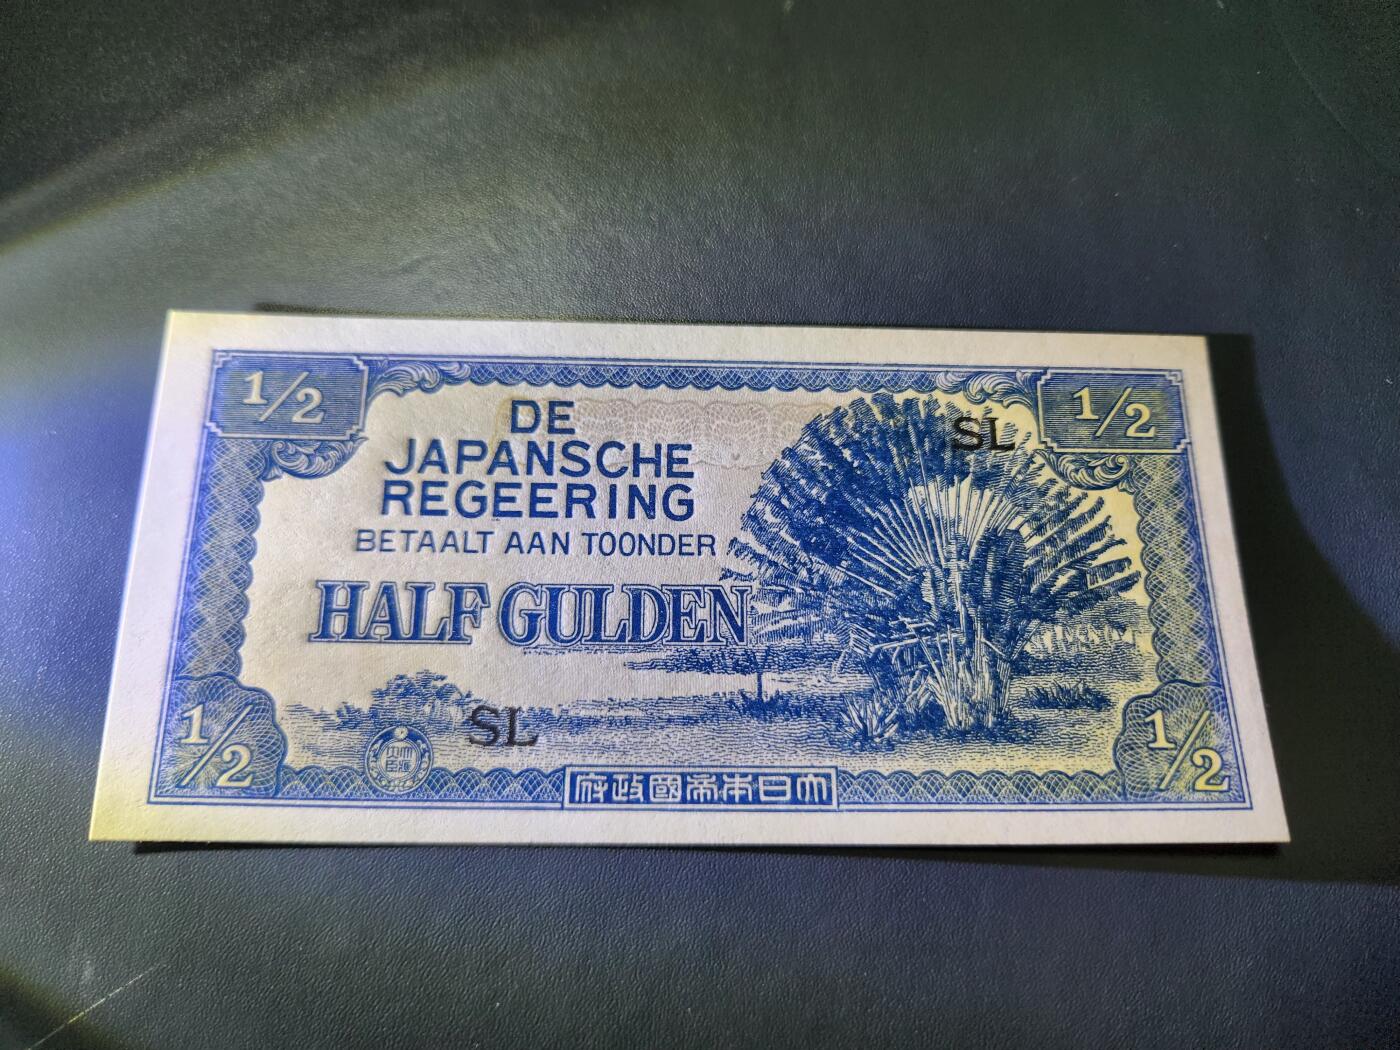 1/2
1/2
DE
JAPANSCHE
REGEERING
BETAALT AAN TOONDER
HALF GULDEN
SL
SL
1/2
1/2
府政國帝本日大